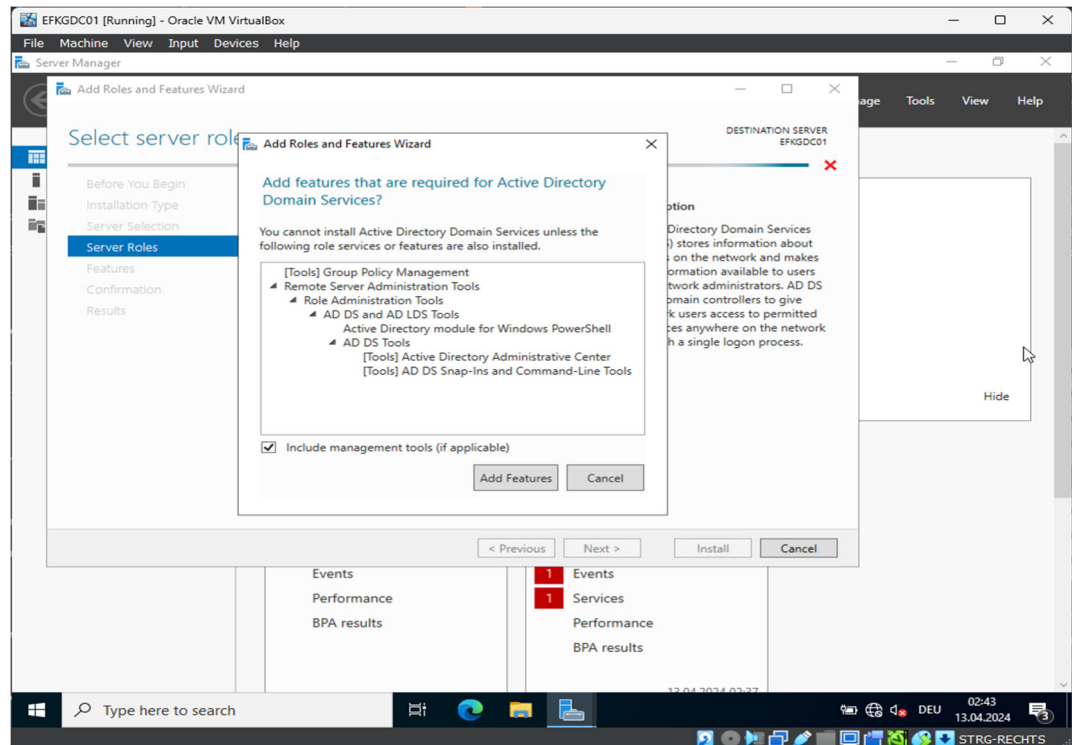 EFKGDC01 [Running] - Oracle VM VirtualBox
File Machine View Input Devices Help
Server Manager
Add Roles and Features Wizard
age Tools View Help
Select server role
DESTINATION SERVER
EFKGDC01
Before You Begin
Installation Type
Server Selection
Server Roles
Features
Confirmation
Results
Add Roles and Features Wizard
Add features that are required for Active Directory
Domain Services?
You cannot install Active Directory Domain Services unless the
following role services or features are also installed.
[Tools] Group Policy Management
Remote Server Administration Tools
Role Administration Tools
AD DS and AD LDS Tools
Active Directory module for Windows PowerShell
AD DS Tools
[Tools] Active Directory Administrative Center
[Tools] AD DS Snap-Ins and Command-Line Tools
Include management tools (if applicable)
Add Features Cancel
ption
Directory Domain Services
) stores information about
on the network and makes
ormation available to users
twork administrators. AD DS
omain controllers to give
k users access to permitted
ces anywhere on the network
h a single logon process.
Hide
< Previous Next > Install Cancel
Events
Performance
BPA results
1 Events
1 Services
Performance
BPA results
13.04.2024 02:37
Type here to search
DEU
02:43
13.04.2024
3
STRG-RECHTS